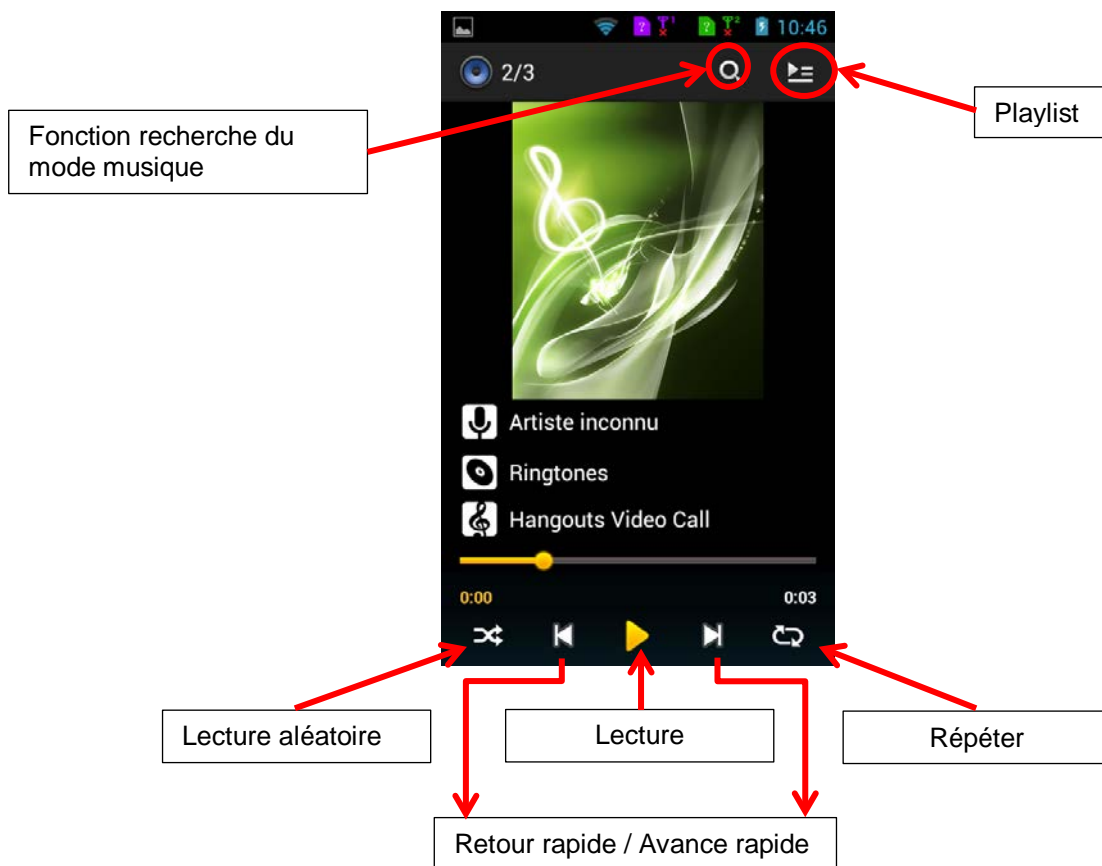 10:46
2/3
Playlist
Fonction recherche du
mode musique
Artiste inconnu
Ringtones
Hangouts Video Call
0:00
0:03
Lecture aléatoire
Lecture
Répéter
Retour rapide / Avance rapide